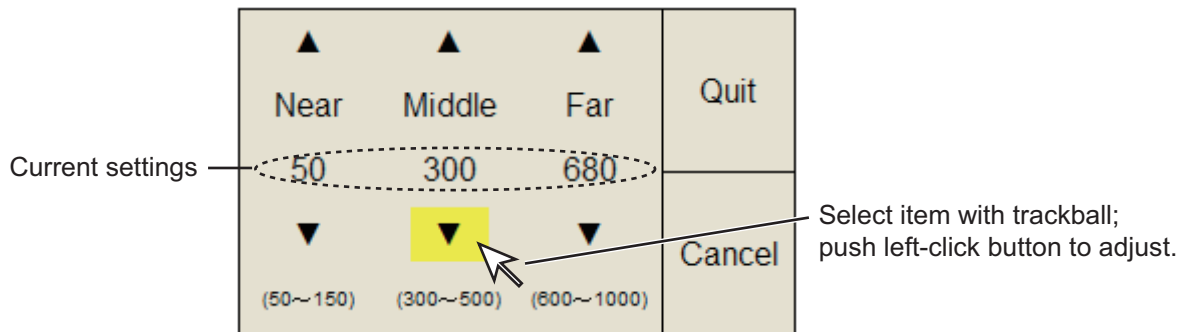 ▲ ▲ ▲
Near Middle Far
Quit
Current settings
50 300 680
▼ ▼ ▼
Select item with trackball;
push left-click button to adjust.
Cancel
(50～150) (300～500) (600～1000)